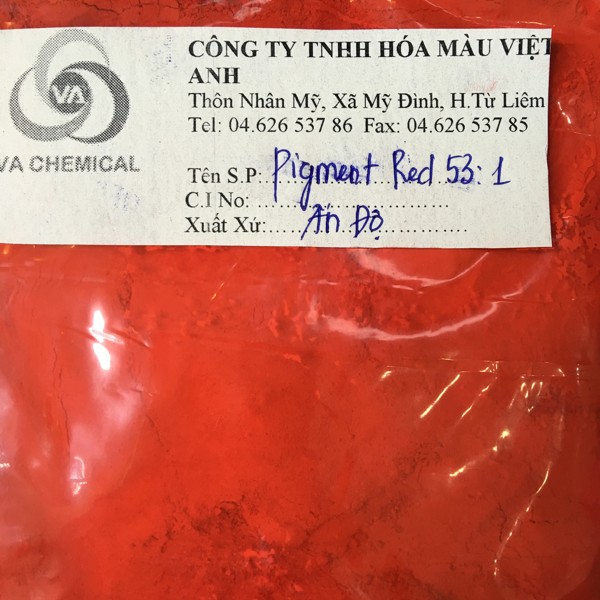 CÔNG TY TNHH HÓA MÀU VIỆT
ANH
Thôn Nhân Mỹ, Xã Mỹ Đình, H.Từ Liêm
Tel: 04.626 537 86 Fax: 04.626 537 85
VA
VA CHEMICAL
Tên S.P: Pigment Red 53:1
C.I No: ..............................
Xuất Xứ:..... Ấn Độ ..............